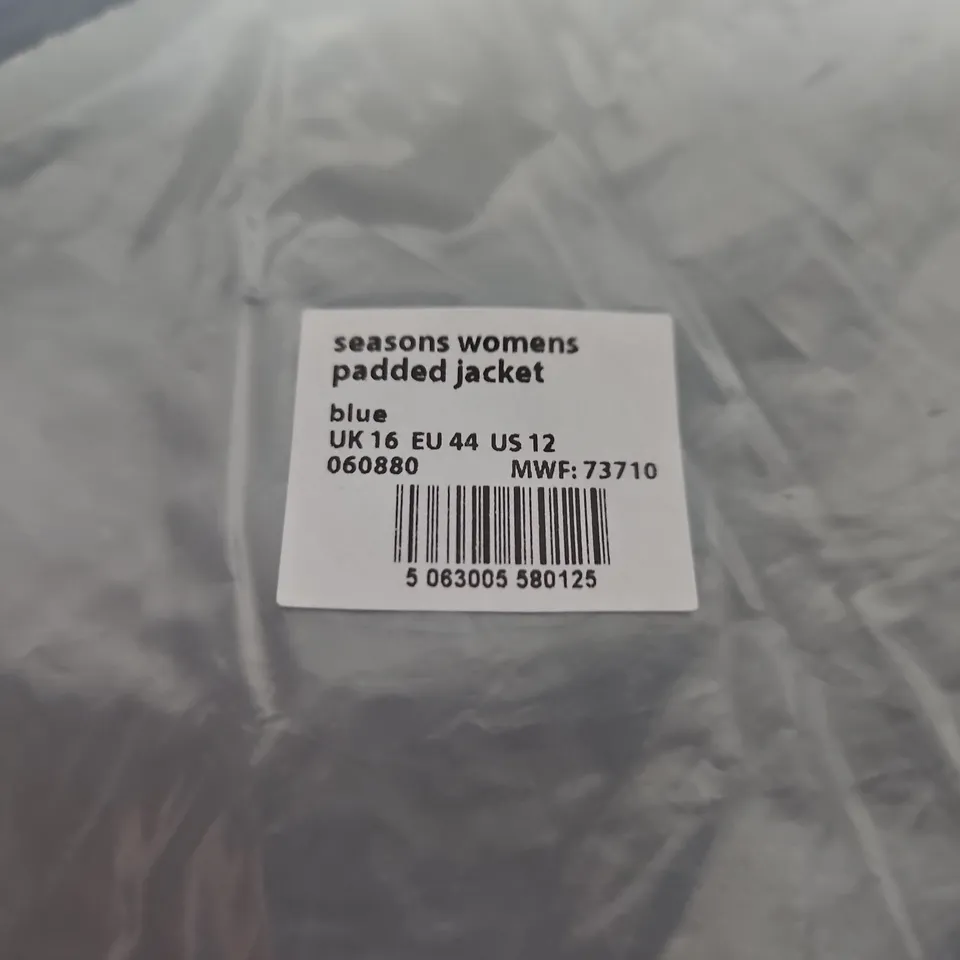 seasons womens
padded jacket
blue
UK 16 EU 44 US 12
060880 MWF: 73710
5 063005 580125